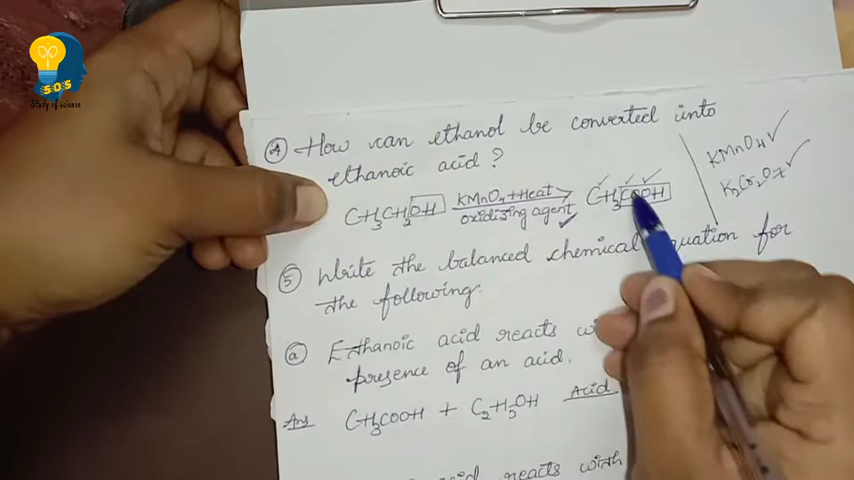 SOS
Study of science
④ How can ethanol be converted into
ethanoic acid ?
CH3CH2OH KMnO4+Heat CH3COOH
oxidizing agent
KMnO4 ✓
K2Cr2O7 ✓
⑤ Write the balanced chemical equation for
the following.
ⓐ Ethanoic acid reacts
presence of an acid.
Ans CH3COOH + C2H5OH Acid
acid reacts with